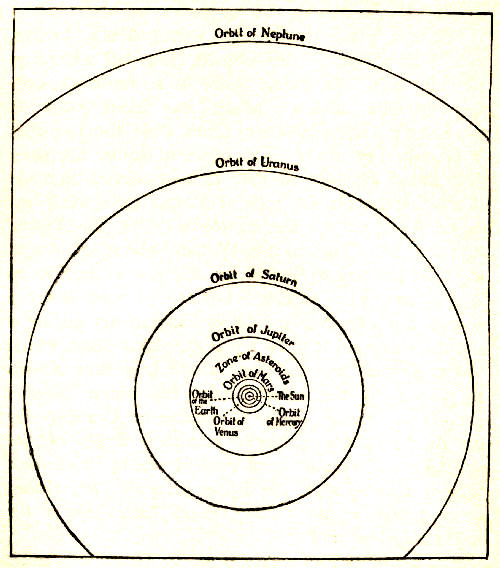 Orbit of Neptune
Orbit of Uranus
Orbit of Saturn
Orbit of Jupiter
Zone of Asteroids
Orbit of Mars
Orbit
of the
Earth
The Sun
Orbit
of Mercury
Orbit of
Venus